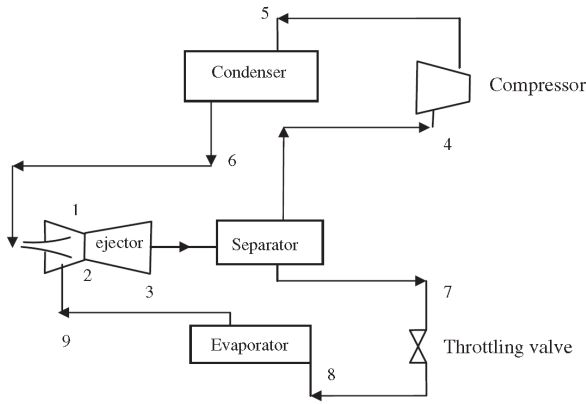 5
Condenser
Compressor
4
6
1
ejector
Separator
2
3
7
9
Evaporator
Throttling valve
8